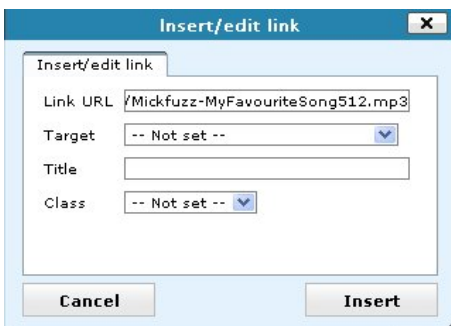 Insert/edit link
Insert/edit link
Link URL /Mickfuzz-MyFavouriteSong512.mp3
Target -- Not set --
Title
Class -- Not set --
Cancel Insert